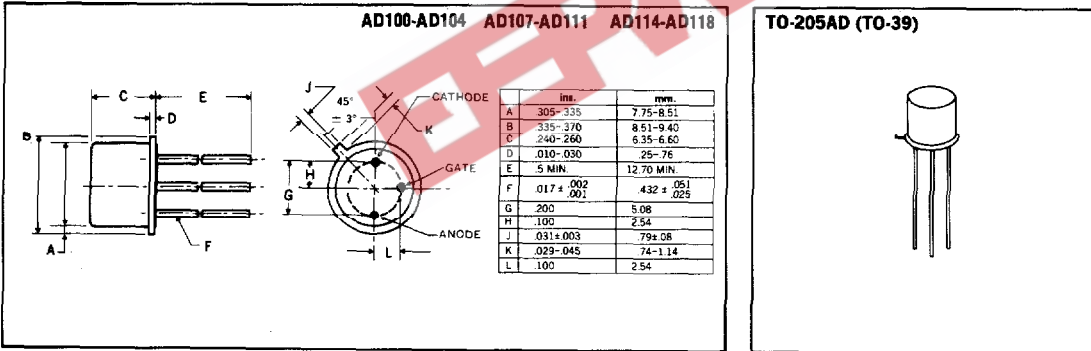 AD100-AD104 AD107-AD111 AD114-AD118
TO-205AD (TO-39)
C
E
D
B
A
F
J
45°
± 3°
K
H
G
L
CATHODE
GATE
ANODE
ins. mm.
A .305-.335 7.75-8.51
B .335-.370 8.51-9.40
C .240-.260 6.35-6.60
D .010-.030 .25-.76
E .5 MIN. 12.70 MIN.
F .017 ± .002 .001 .432 ± .051 .025
G .200 5.08
H .100 2.54
J .031±.003 .79±.08
K .029-.045 .74-1.14
L .100 2.54